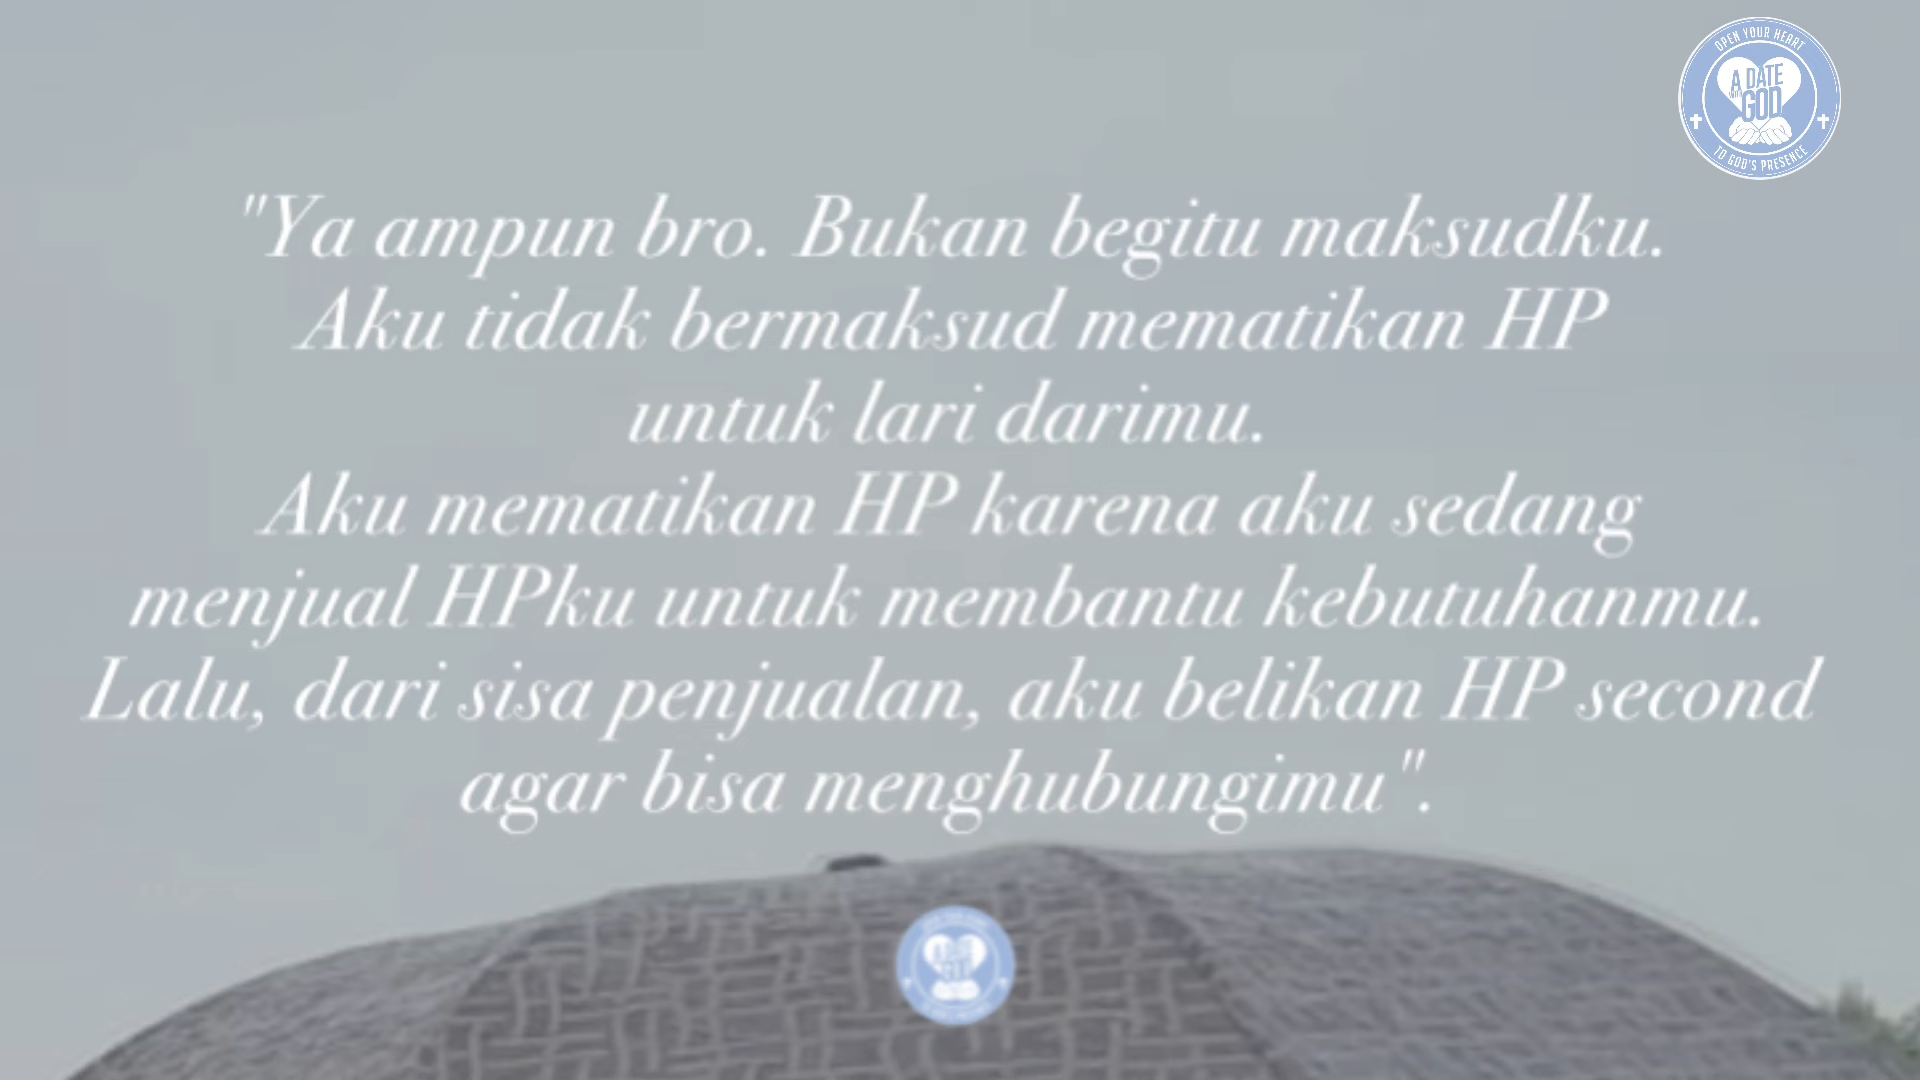 OPEN YOUR HEART
A DATE
WITH
GOD
TO GOD'S PRESENCE
"Ya ampun bro. Bukan begitu maksudku.
Aku tidak bermaksud mematikan HP
untuk lari darimu.
Aku mematikan HP karena aku sedang
menjual HPku untuk membantu kebutuhanmu.
Lalu, dari sisa penjualan, aku belikan HP second
agar bisa menghubungimu".